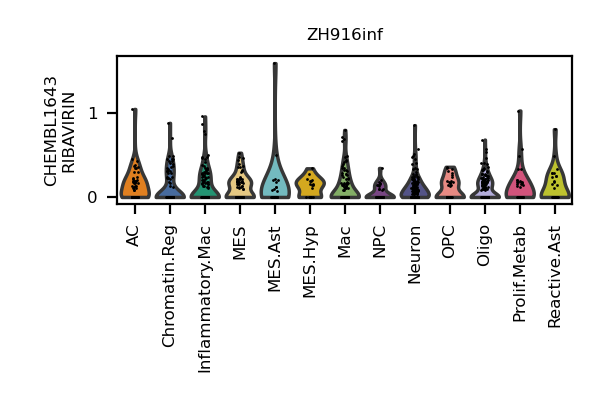 ZH916inf
CHEMBL1643
RIBAVIRIN
1
0
AC
Chromatin.Reg
Inflammatory.Mac
MES
MES.Ast
MES.Hyp
Mac
NPC
Neuron
OPC
Oligo
Prolif.Metab
Reactive.Ast